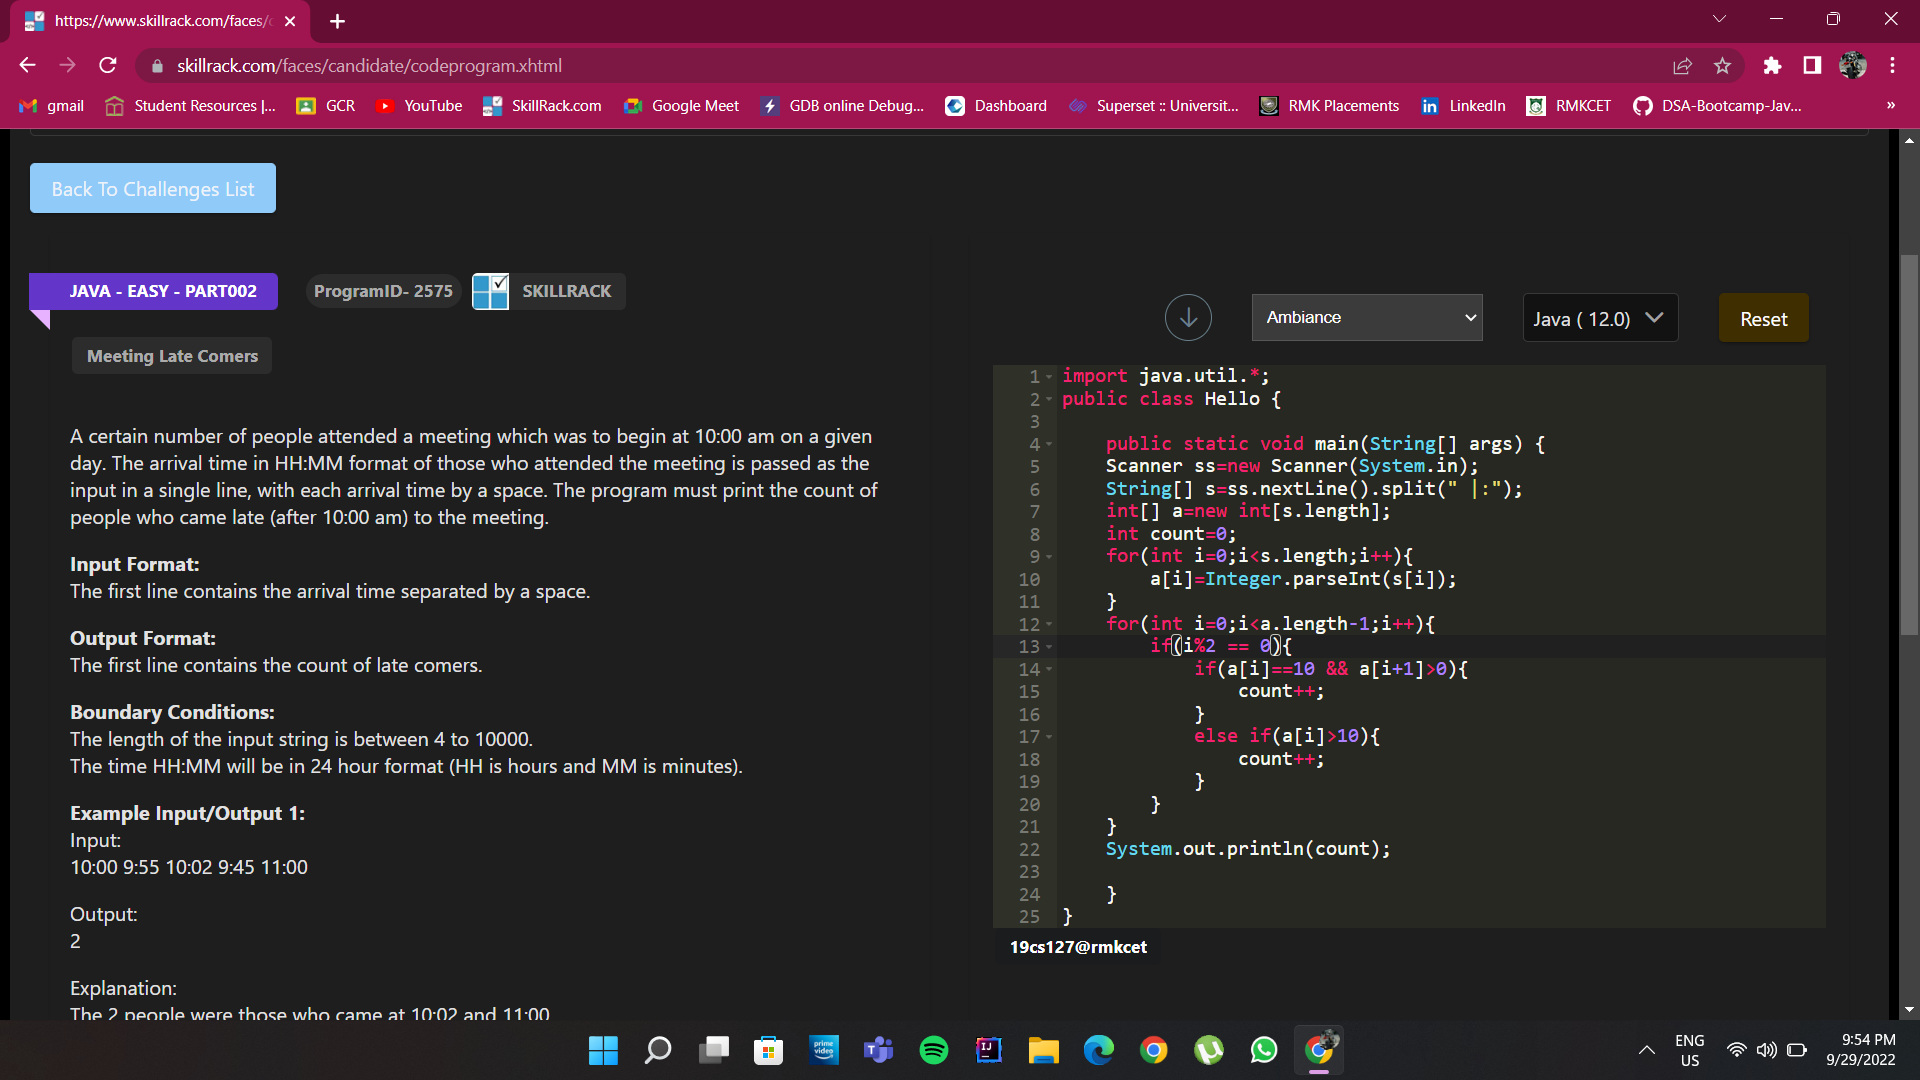 https://www.skillrack.com/faces/c
skillrack.com/faces/candidate/codeprogram.xhtml
gmail
Student Resources |...
GCR
YouTube
SkillRack.com
Google Meet
GDB online Debug...
Dashboard
Superset :: Universit...
RMK Placements
LinkedIn
RMKCET
DSA-Bootcamp-Jav...
»
Back To Challenges List
JAVA - EASY - PART002
ProgramID- 2575
SKILLRACK
Meeting Late Comers
A certain number of people attended a meeting which was to begin at 10:00 am on a given
day. The arrival time in HH:MM format of those who attended the meeting is passed as the
input in a single line, with each arrival time by a space. The program must print the count of
people who came late (after 10:00 am) to the meeting.
Input Format:
The first line contains the arrival time separated by a space.
Output Format:
The first line contains the count of late comers.
Boundary Conditions:
The length of the input string is between 4 to 10000.
The time HH:MM will be in 24 hour format (HH is hours and MM is minutes).
Example Input/Output 1:
Input:
10:00 9:55 10:02 9:45 11:00
Output:
2
Explanation:
The 2 people were those who came at 10:02 and 11:00
Ambiance
Java ( 12.0)
Reset
1 import java.util.*;
2 public class Hello {
3
4     public static void main(String[] args) {
5     Scanner ss=new Scanner(System.in);
6     String[] s=ss.nextLine().split(" |:");
7     int[] a=new int[s.length];
8     int count=0;
9     for(int i=0;i<s.length;i++){
10         a[i]=Integer.parseInt(s[i]);
11     }
12     for(int i=0;i<a.length-1;i++){
13         if(i%2 == 0){
14             if(a[i]==10 && a[i+1]>0){
15                 count++;
16             }
17             else if(a[i]>10){
18                 count++;
19             }
20         }
21     }
22     System.out.println(count);
23
24     }
25 }
19cs127@rmkcet
prime video
IJ
ENG
US
9:54 PM
9/29/2022